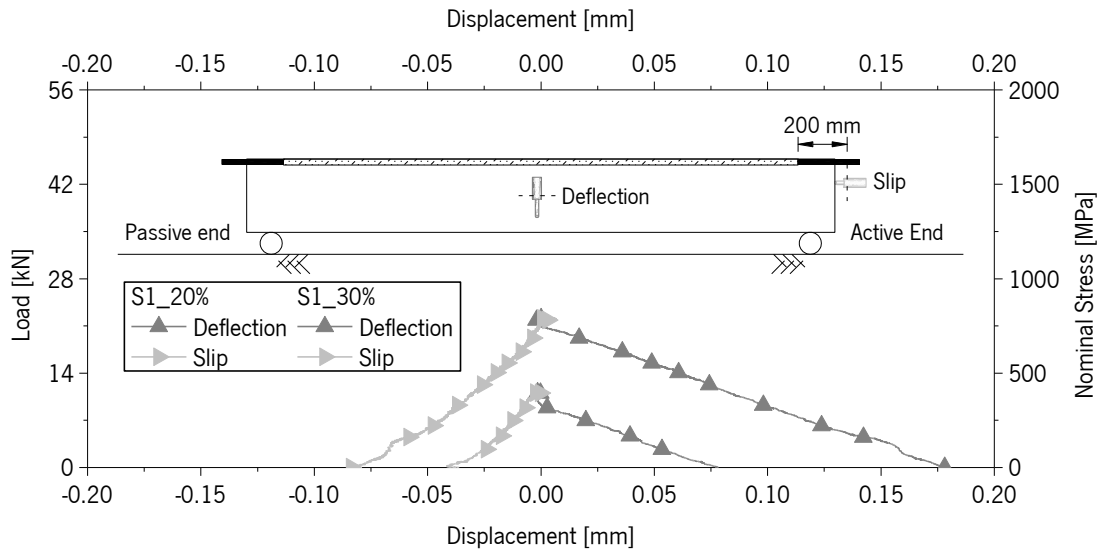 Displacement [mm]
-0.20 -0.15 -0.10 -0.05 0.00 0.05 0.10 0.15 0.20
56 2000
200 mm
42 1500
Slip
Deflection
Passive end Active End
Load [kN]
Nominal Stress [MPa]
28 1000
S1_20% S1_30%
Deflection Deflection
Slip Slip
14 500
0 0
-0.20 -0.15 -0.10 -0.05 0.00 0.05 0.10 0.15 0.20
Displacement [mm]